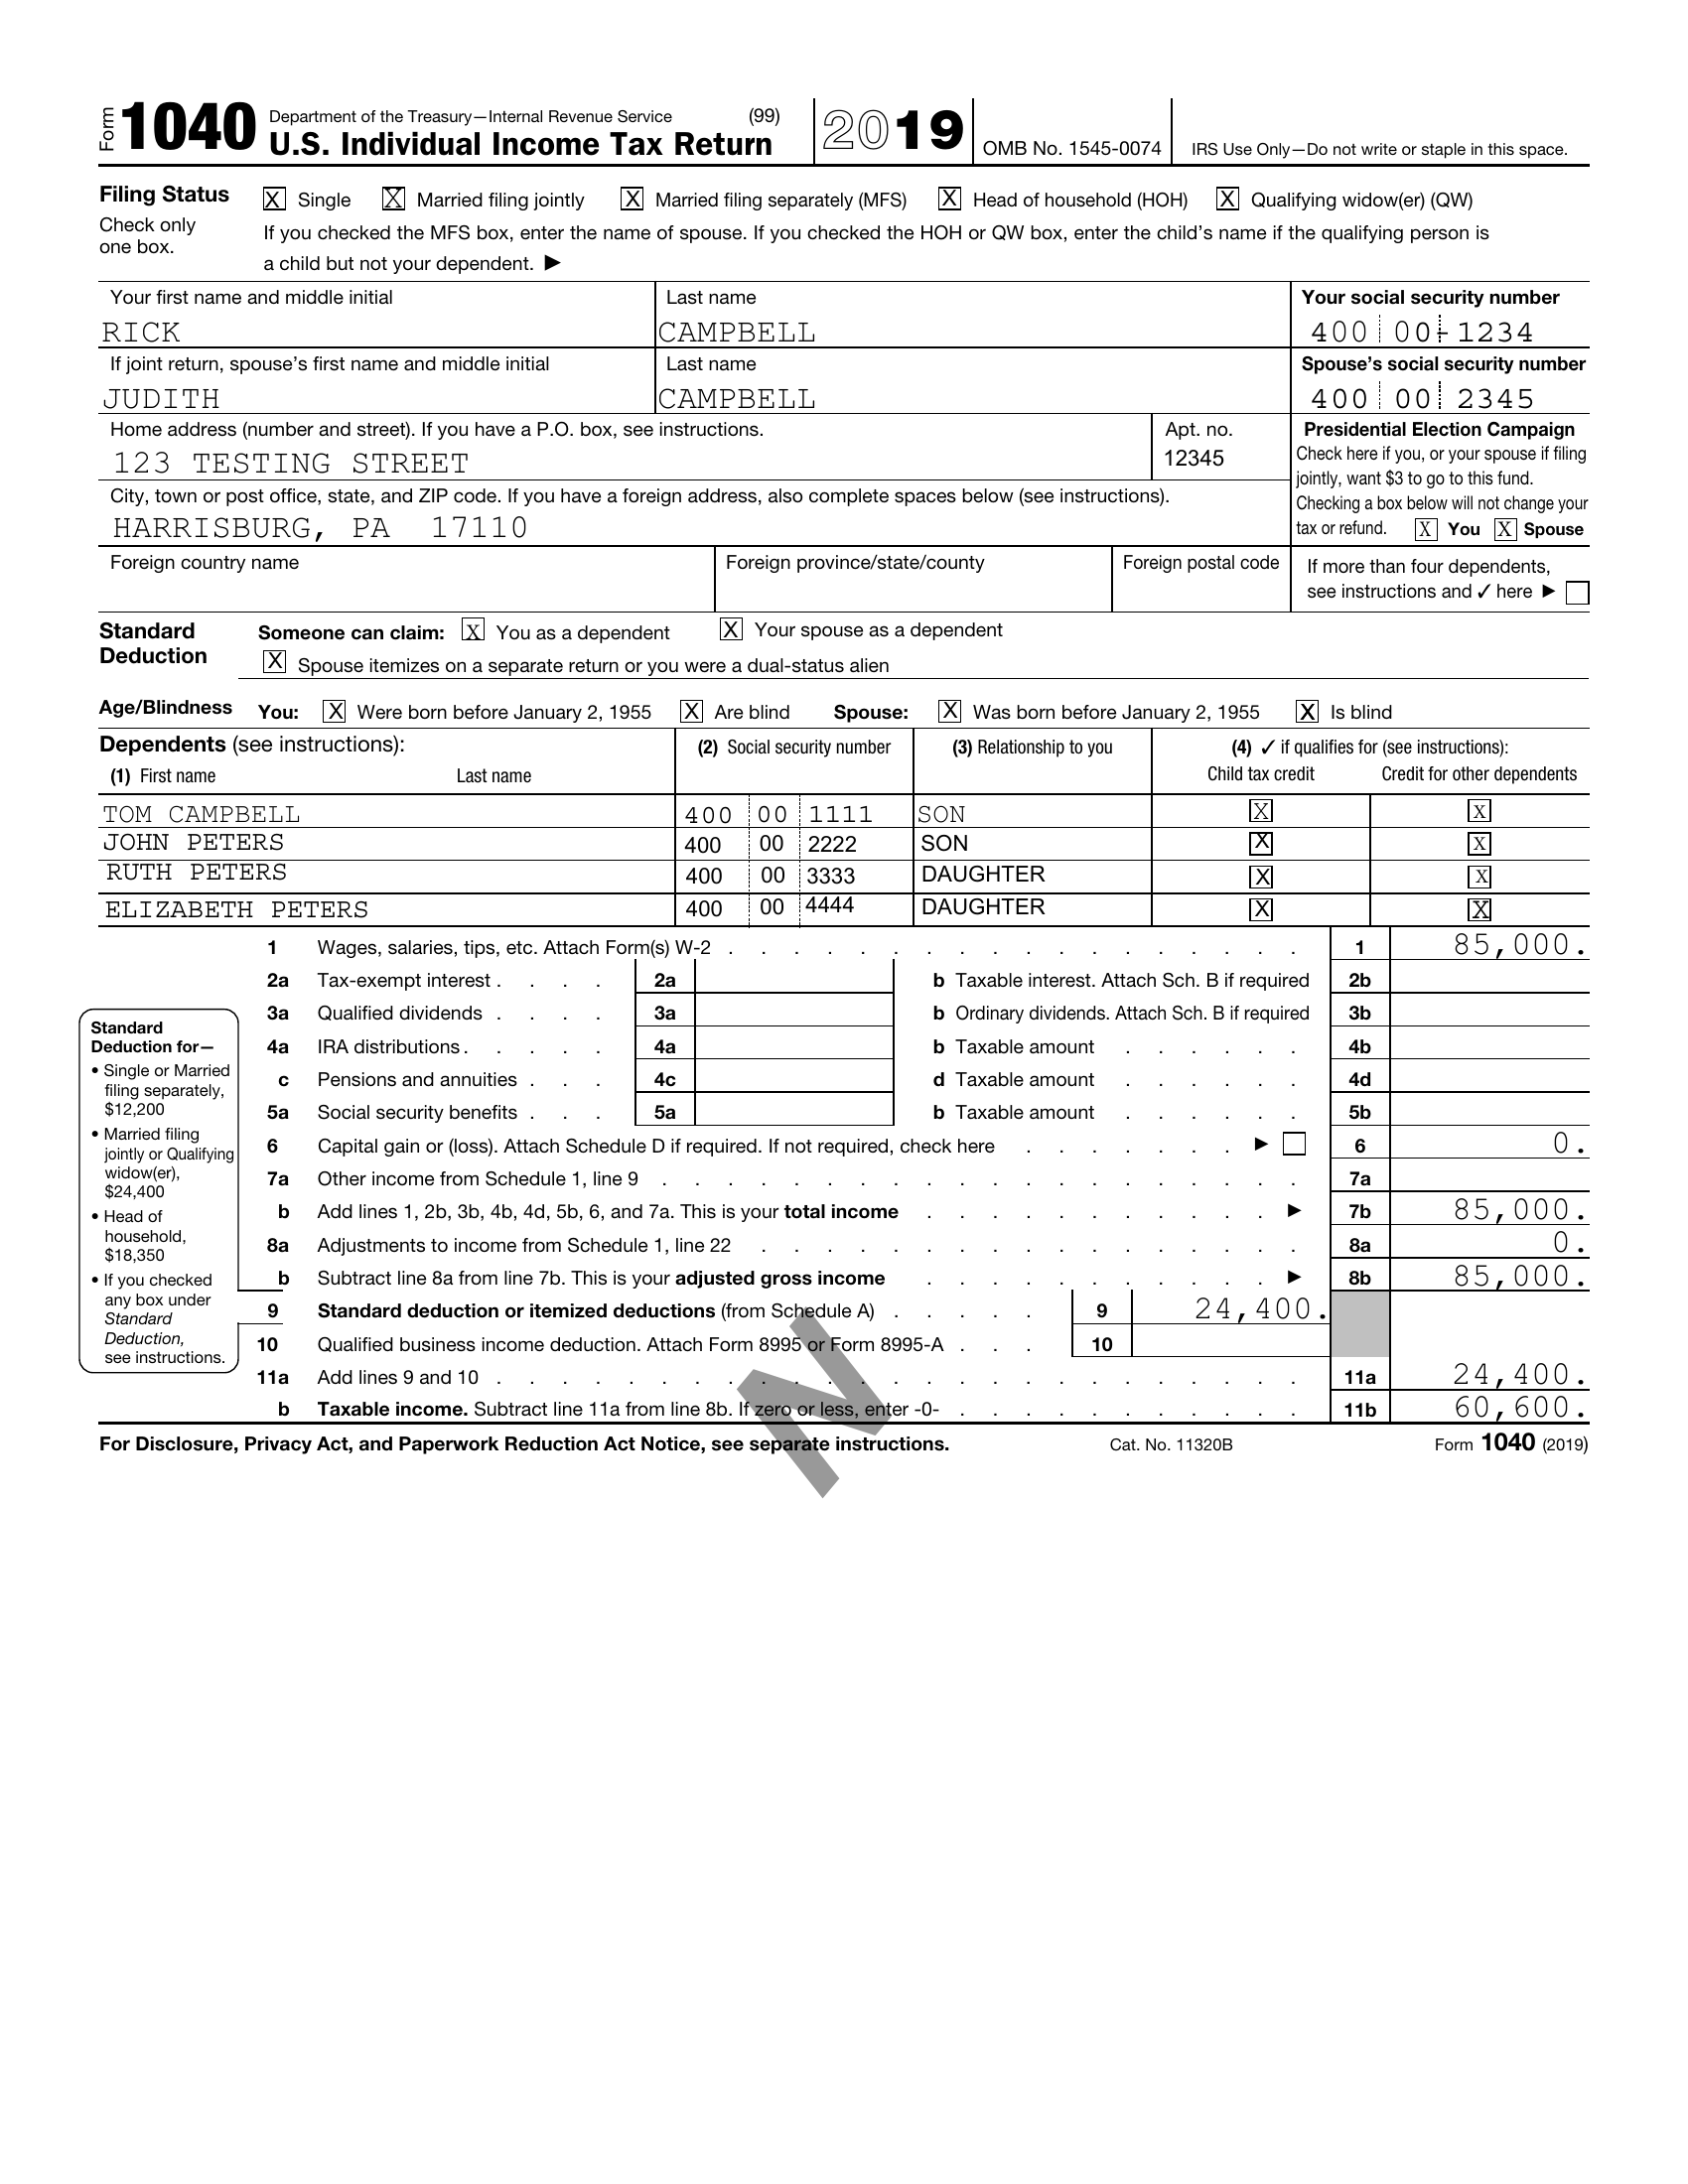 Form 1040 Department of the Treasury—Internal Revenue Service (99) U.S. Individual Income Tax Return 2019 OMB No. 1545-0074 IRS Use Only—Do not write or staple in this space.
Filing Status X Single X Married filing jointly X Married filing separately (MFS) X Head of household (HOH) X Qualifying widow(er) (QW)
Check only one box.
If you checked the MFS box, enter the name of spouse. If you checked the HOH or QW box, enter the child's name if the qualifying person is
a child but not your dependent. ▶
Your first name and middle initial Last name Your social security number
RICK CAMPBELL 400 00-1234
If joint return, spouse's first name and middle initial Last name Spouse's social security number
JUDITH CAMPBELL 400 00 2345
Home address (number and street). If you have a P.O. box, see instructions. Apt. no.
123 TESTING STREET 12345
City, town or post office, state, and ZIP code. If you have a foreign address, also complete spaces below (see instructions).
HARRISBURG, PA 17110
Presidential Election Campaign
Check here if you, or your spouse if filing
jointly, want $3 to go to this fund.
Checking a box below will not change your
tax or refund. X You X Spouse
Foreign country name Foreign province/state/county Foreign postal code
If more than four dependents,
see instructions and ✓ here ▶
Standard Deduction
Someone can claim: X You as a dependent X Your spouse as a dependent
X Spouse itemizes on a separate return or you were a dual-status alien
Age/Blindness You: X Were born before January 2, 1955 X Are blind Spouse: X Was born before January 2, 1955 X Is blind
Dependents (see instructions): (2) Social security number (3) Relationship to you (4) ✓ if qualifies for (see instructions):
(1) First name Last name Child tax credit Credit for other dependents
TOM CAMPBELL 400 00 1111 SON X X
JOHN PETERS 400 00 2222 SON X X
RUTH PETERS 400 00 3333 DAUGHTER X X
ELIZABETH PETERS 400 00 4444 DAUGHTER X X
1 Wages, salaries, tips, etc. Attach Form(s) W-2 . . . . . . . . . . . . . . . . . . 1 85,000.
2a Tax-exempt interest . . . . 2a b Taxable interest. Attach Sch. B if required 2b
3a Qualified dividends . . . . 3a b Ordinary dividends. Attach Sch. B if required 3b
4a IRA distributions . . . . . 4a b Taxable amount . . . . . . 4b
c Pensions and annuities . . . 4c d Taxable amount . . . . . . 4d
5a Social security benefits . . . 5a b Taxable amount . . . . . . 5b
6 Capital gain or (loss). Attach Schedule D if required. If not required, check here . . . . . . . ▶ 6 0.
7a Other income from Schedule 1, line 9 . . . . . . . . . . . . . . . . . . . . 7a
b Add lines 1, 2b, 3b, 4b, 4d, 5b, 6, and 7a. This is your total income . . . . . . . . . . . ▶ 7b 85,000.
8a Adjustments to income from Schedule 1, line 22 . . . . . . . . . . . . . . . . . 8a 0.
b Subtract line 8a from line 7b. This is your adjusted gross income . . . . . . . . . . . ▶ 8b 85,000.
9 Standard deduction or itemized deductions (from Schedule A) . . . . . 9 24,400.
10 Qualified business income deduction. Attach Form 8995 or Form 8995-A . . . 10
11a Add lines 9 and 10 . . . . . . . . . . . . . . . . . . . . . . . . . 11a 24,400.
b Taxable income. Subtract line 11a from line 8b. If zero or less, enter -0- . . . . . . . . . . . 11b 60,600.
Standard
Deduction for—
• Single or Married
filing separately,
$12,200
• Married filing
jointly or Qualifying
widow(er),
$24,400
• Head of
household,
$18,350
• If you checked
any box under
Standard
Deduction,
see instructions.
For Disclosure, Privacy Act, and Paperwork Reduction Act Notice, see separate instructions. Cat. No. 11320B Form 1040 (2019)
N